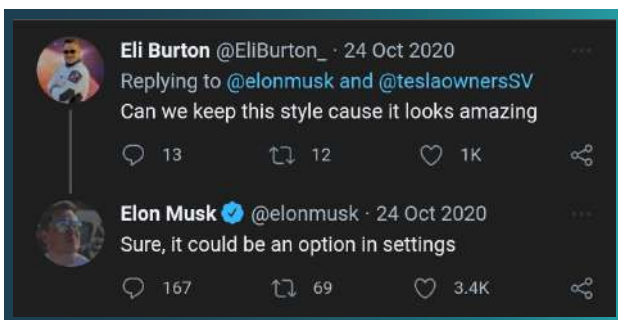 Eli Burton @EliBurton_ · 24 Oct 2020
Replying to @elonmusk and @teslaownersSV
Can we keep this style cause it looks amazing
13 12 1K
Elon Musk @elonmusk · 24 Oct 2020
Sure, it could be an option in settings
167 69 3.4K